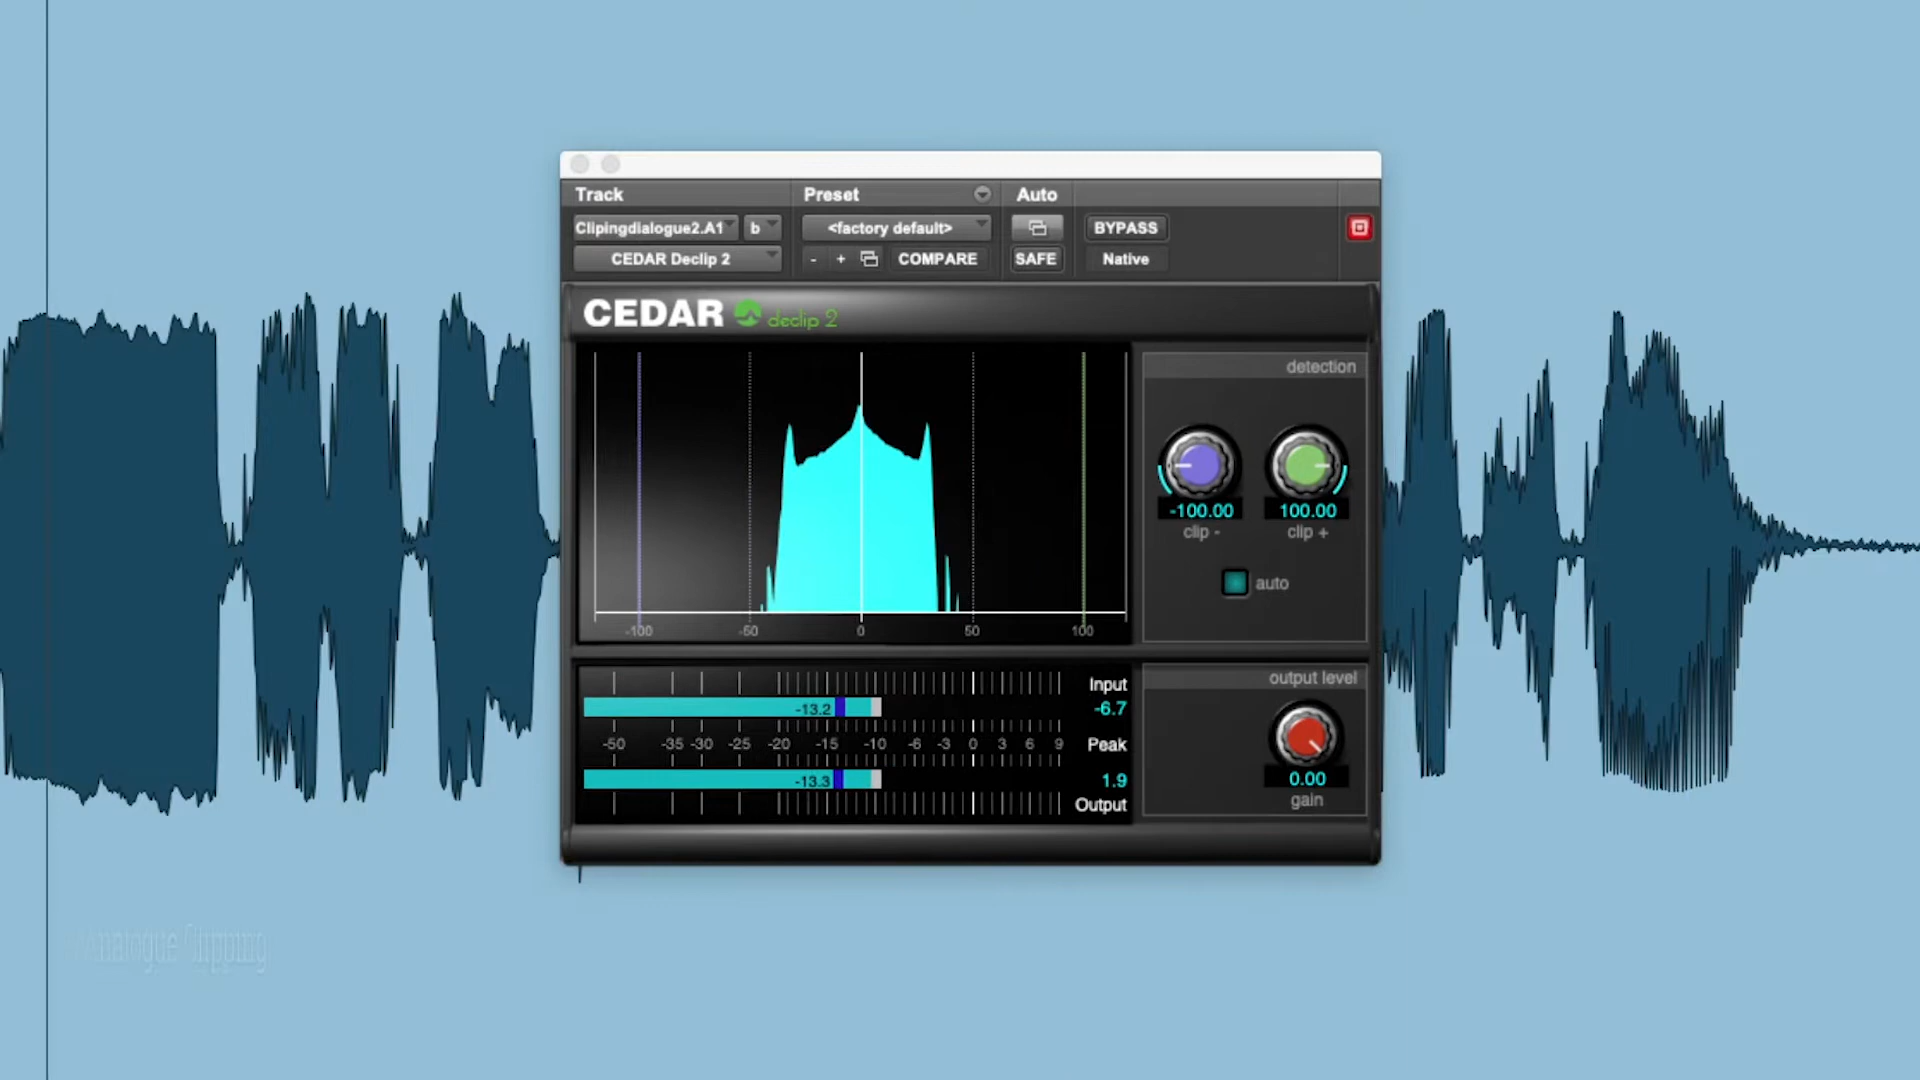 Track
Preset
Auto
Clipingdialogue2.A1
b
<factory default>
BYPASS
CEDAR Declip 2
-
+
COMPARE
SAFE
Native
CEDAR declip 2
detection
-100.00
100.00
clip -
clip +
auto
-100
-50
0
50
100
output level
Input
-13.2
-6.7
-50 -35 -30 -25 -20 -15 -10 -6 -3 0 3 6 9
Peak
-13.3
1.9
Output
0.00
gain
Analogue Clipping